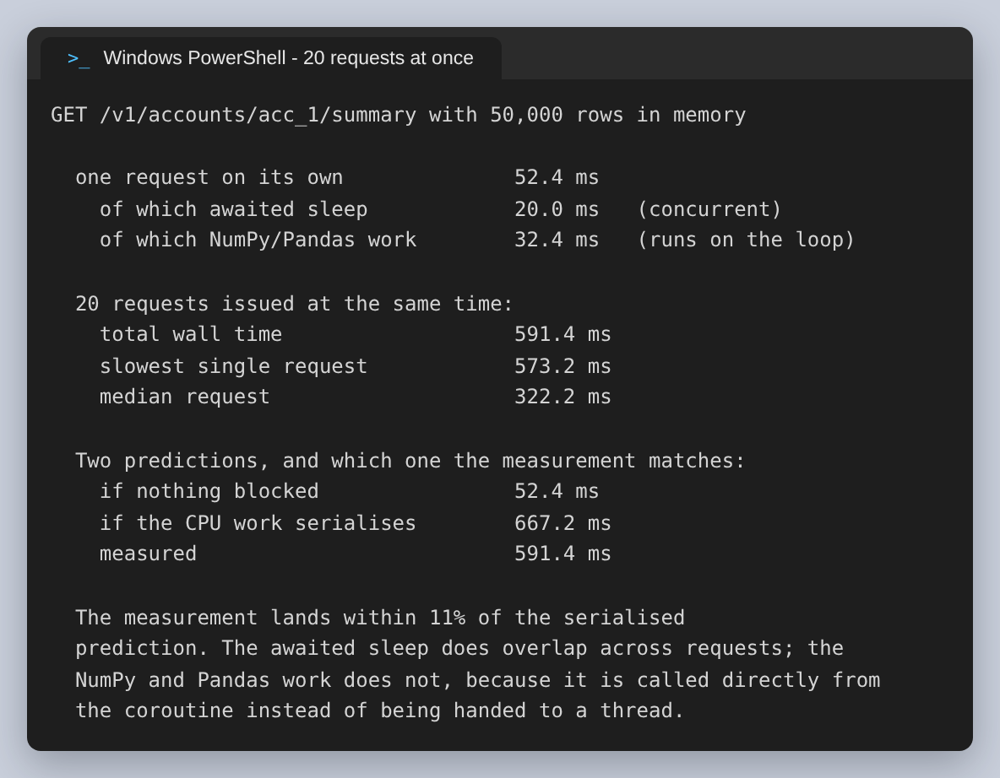 >_ Windows PowerShell - 20 requests at once
GET /v1/accounts/acc_1/summary with 50,000 rows in memory
one request on its own 52.4 ms
of which awaited sleep 20.0 ms (concurrent)
of which NumPy/Pandas work 32.4 ms (runs on the loop)
20 requests issued at the same time:
total wall time 591.4 ms
slowest single request 573.2 ms
median request 322.2 ms
Two predictions, and which one the measurement matches:
if nothing blocked 52.4 ms
if the CPU work serialises 667.2 ms
measured 591.4 ms
The measurement lands within 11% of the serialised
prediction. The awaited sleep does overlap across requests; the
NumPy and Pandas work does not, because it is called directly from
the coroutine instead of being handed to a thread.